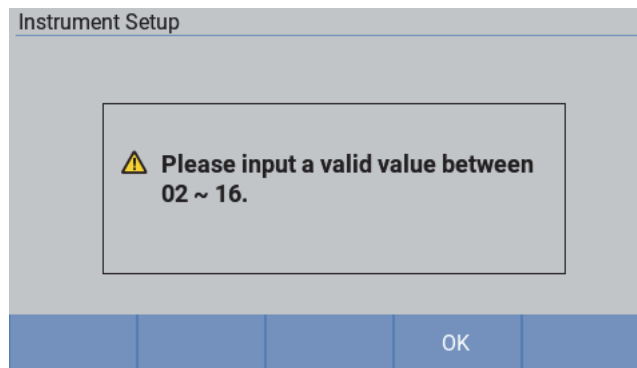 Instrument Setup
Please input a valid value between
02 ~ 16.
OK